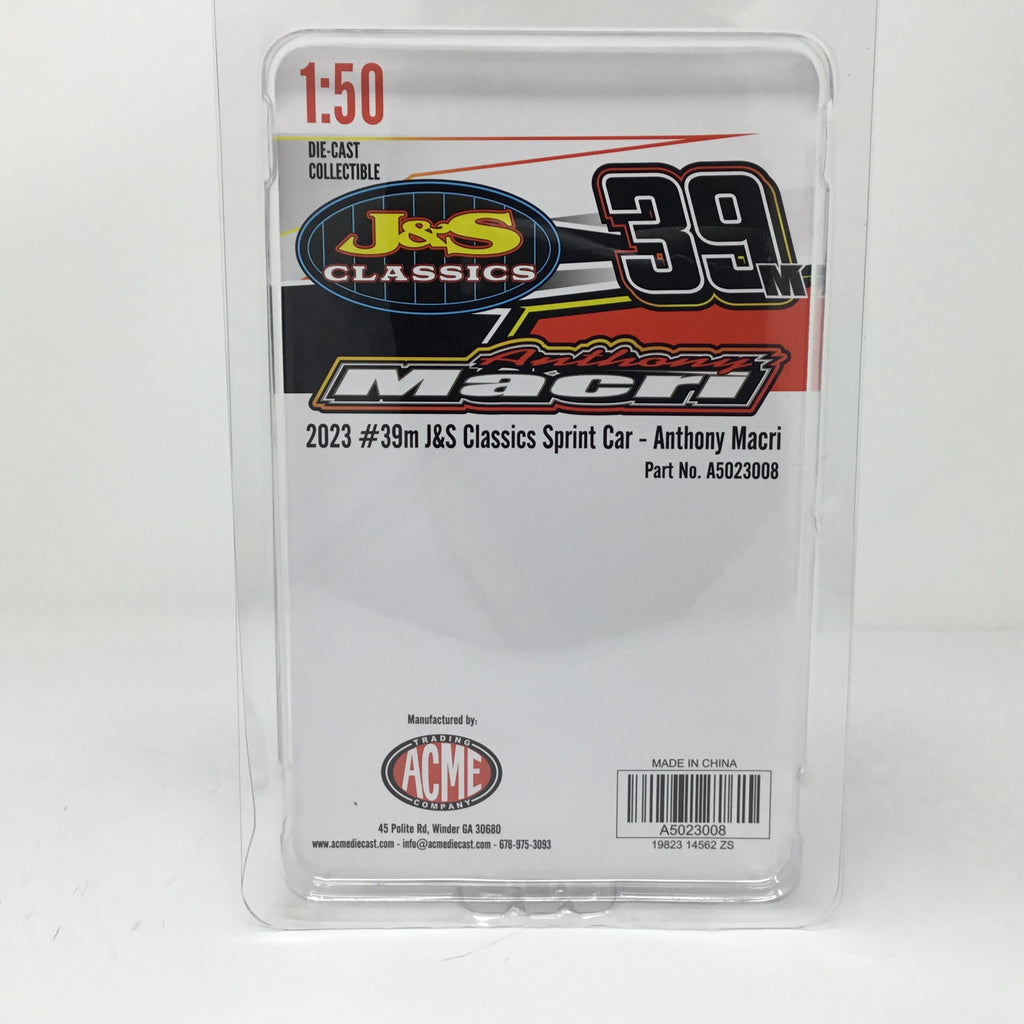 1:50
DIE-CAST
COLLECTIBLE
J&S
CLASSICS
39M
Anthony
Macri
2023 #39m J&S Classics Sprint Car - Anthony Macri
Part No. A5023008
Manufactured by:
TRADING
ACME
COMPANY
45 Polite Rd, Winder GA 30680
www.acmediecast.com - info@acmediecast.com - 678-975-3093
MADE IN CHINA
A5023008
19823 14562 ZS